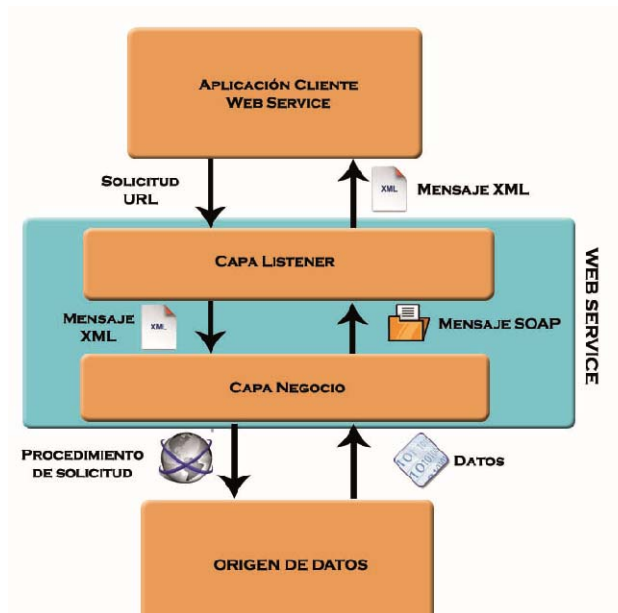 APLICACIÓN CLIENTE
WEB SERVICE
SOLICITUD
URL
XML
MENSAJE XML
CAPA LISTENER
MENSAJE
XML
XML
MENSAJE SOAP
CAPA NEGOCIO
WEB SERVICE
PROCEDIMIENTO
DE SOLICITUD
DATOS
ORIGEN DE DATOS